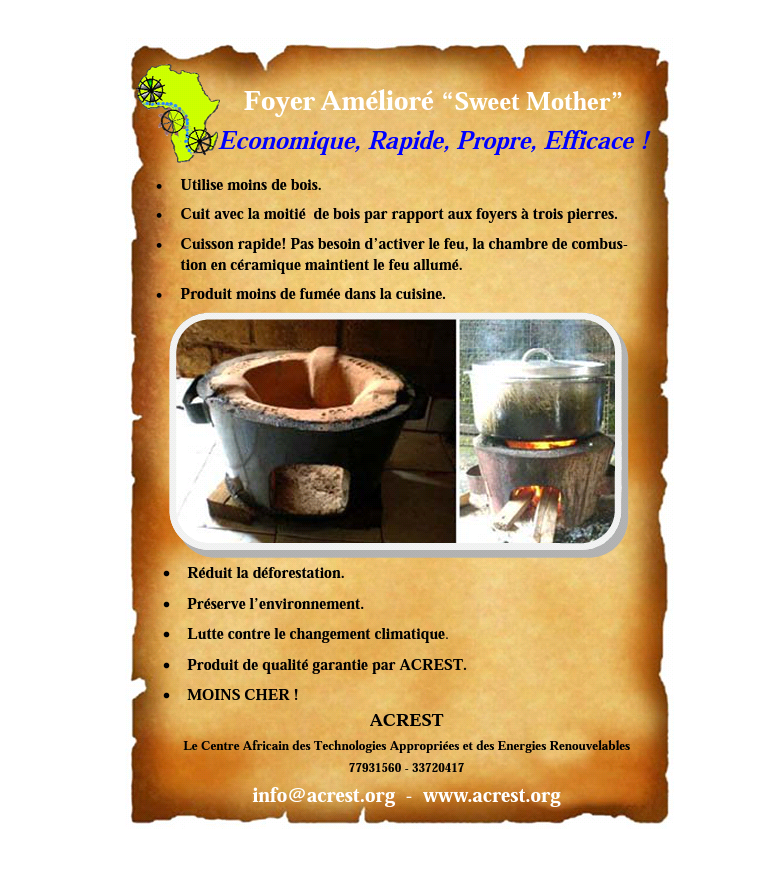 Foyer Amélioré “Sweet Mother”
Economique, Rapide, Propre, Efficace !
• Utilise moins de bois.
• Cuit avec la moitié de bois par rapport aux foyers à trois pierres.
• Cuisson rapide! Pas besoin d’activer le feu, la chambre de combus-
tion en céramique maintient le feu allumé.
• Produit moins de fumée dans la cuisine.
• Réduit la déforestation.
• Préserve l’environnement.
• Lutte contre le changement climatique.
• Produit de qualité garantie par ACREST.
• MOINS CHER !
ACREST
Le Centre Africain des Technologies Appropriées et des Energies Renouvelables
77931560 - 33720417
info@acrest.org - www.acrest.org